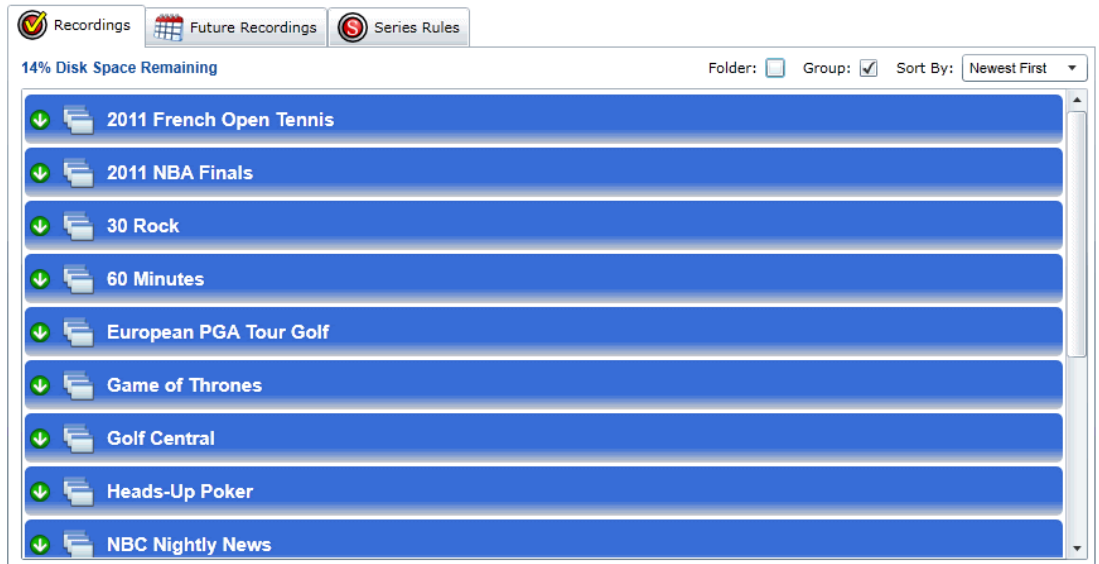 Recordings Future Recordings S Series Rules
14% Disk Space Remaining Folder: Group: Sort By: Newest First
2011 French Open Tennis
2011 NBA Finals
30 Rock
60 Minutes
European PGA Tour Golf
Game of Thrones
Golf Central
Heads-Up Poker
NBC Nightly News